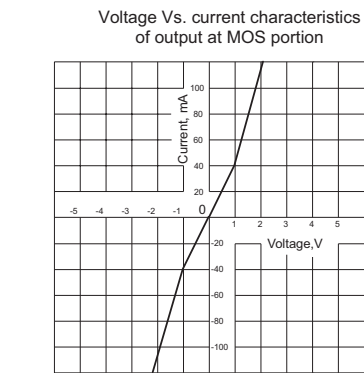 Voltage Vs. current characteristics
of output at MOS portion
Current, mA
100
80
60
40
20
-5 -4 -3 -2 -1 0
1 2 3 4 5
Voltage,V
-20
-40
-60
-80
-100